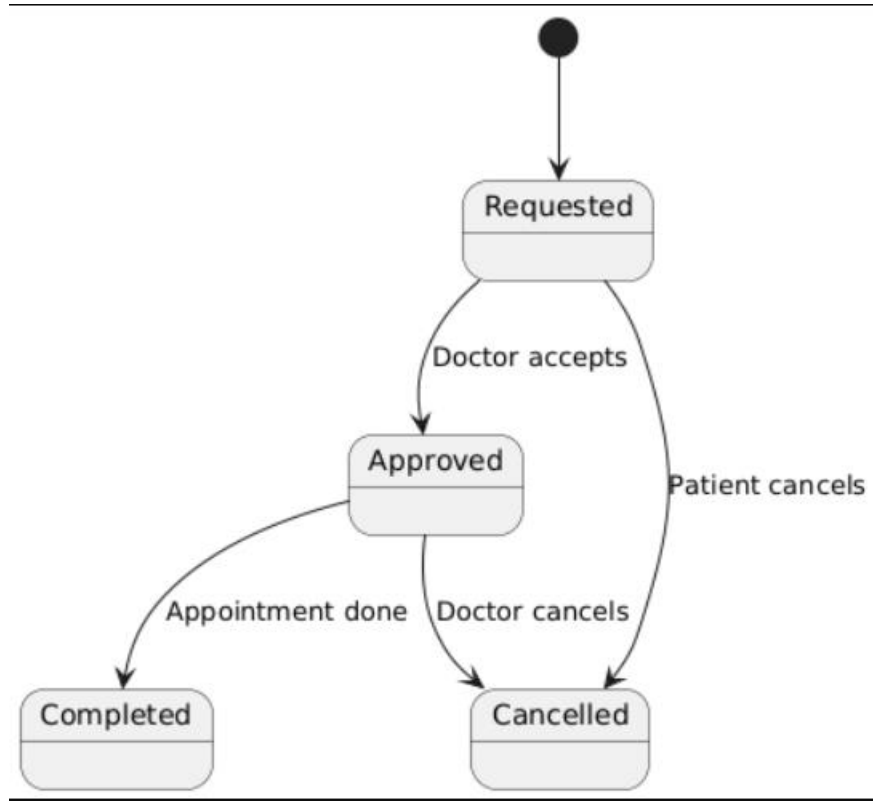 Requested
Doctor accepts
Approved
Patient cancels
Appointment done
Doctor cancels
Completed
Cancelled